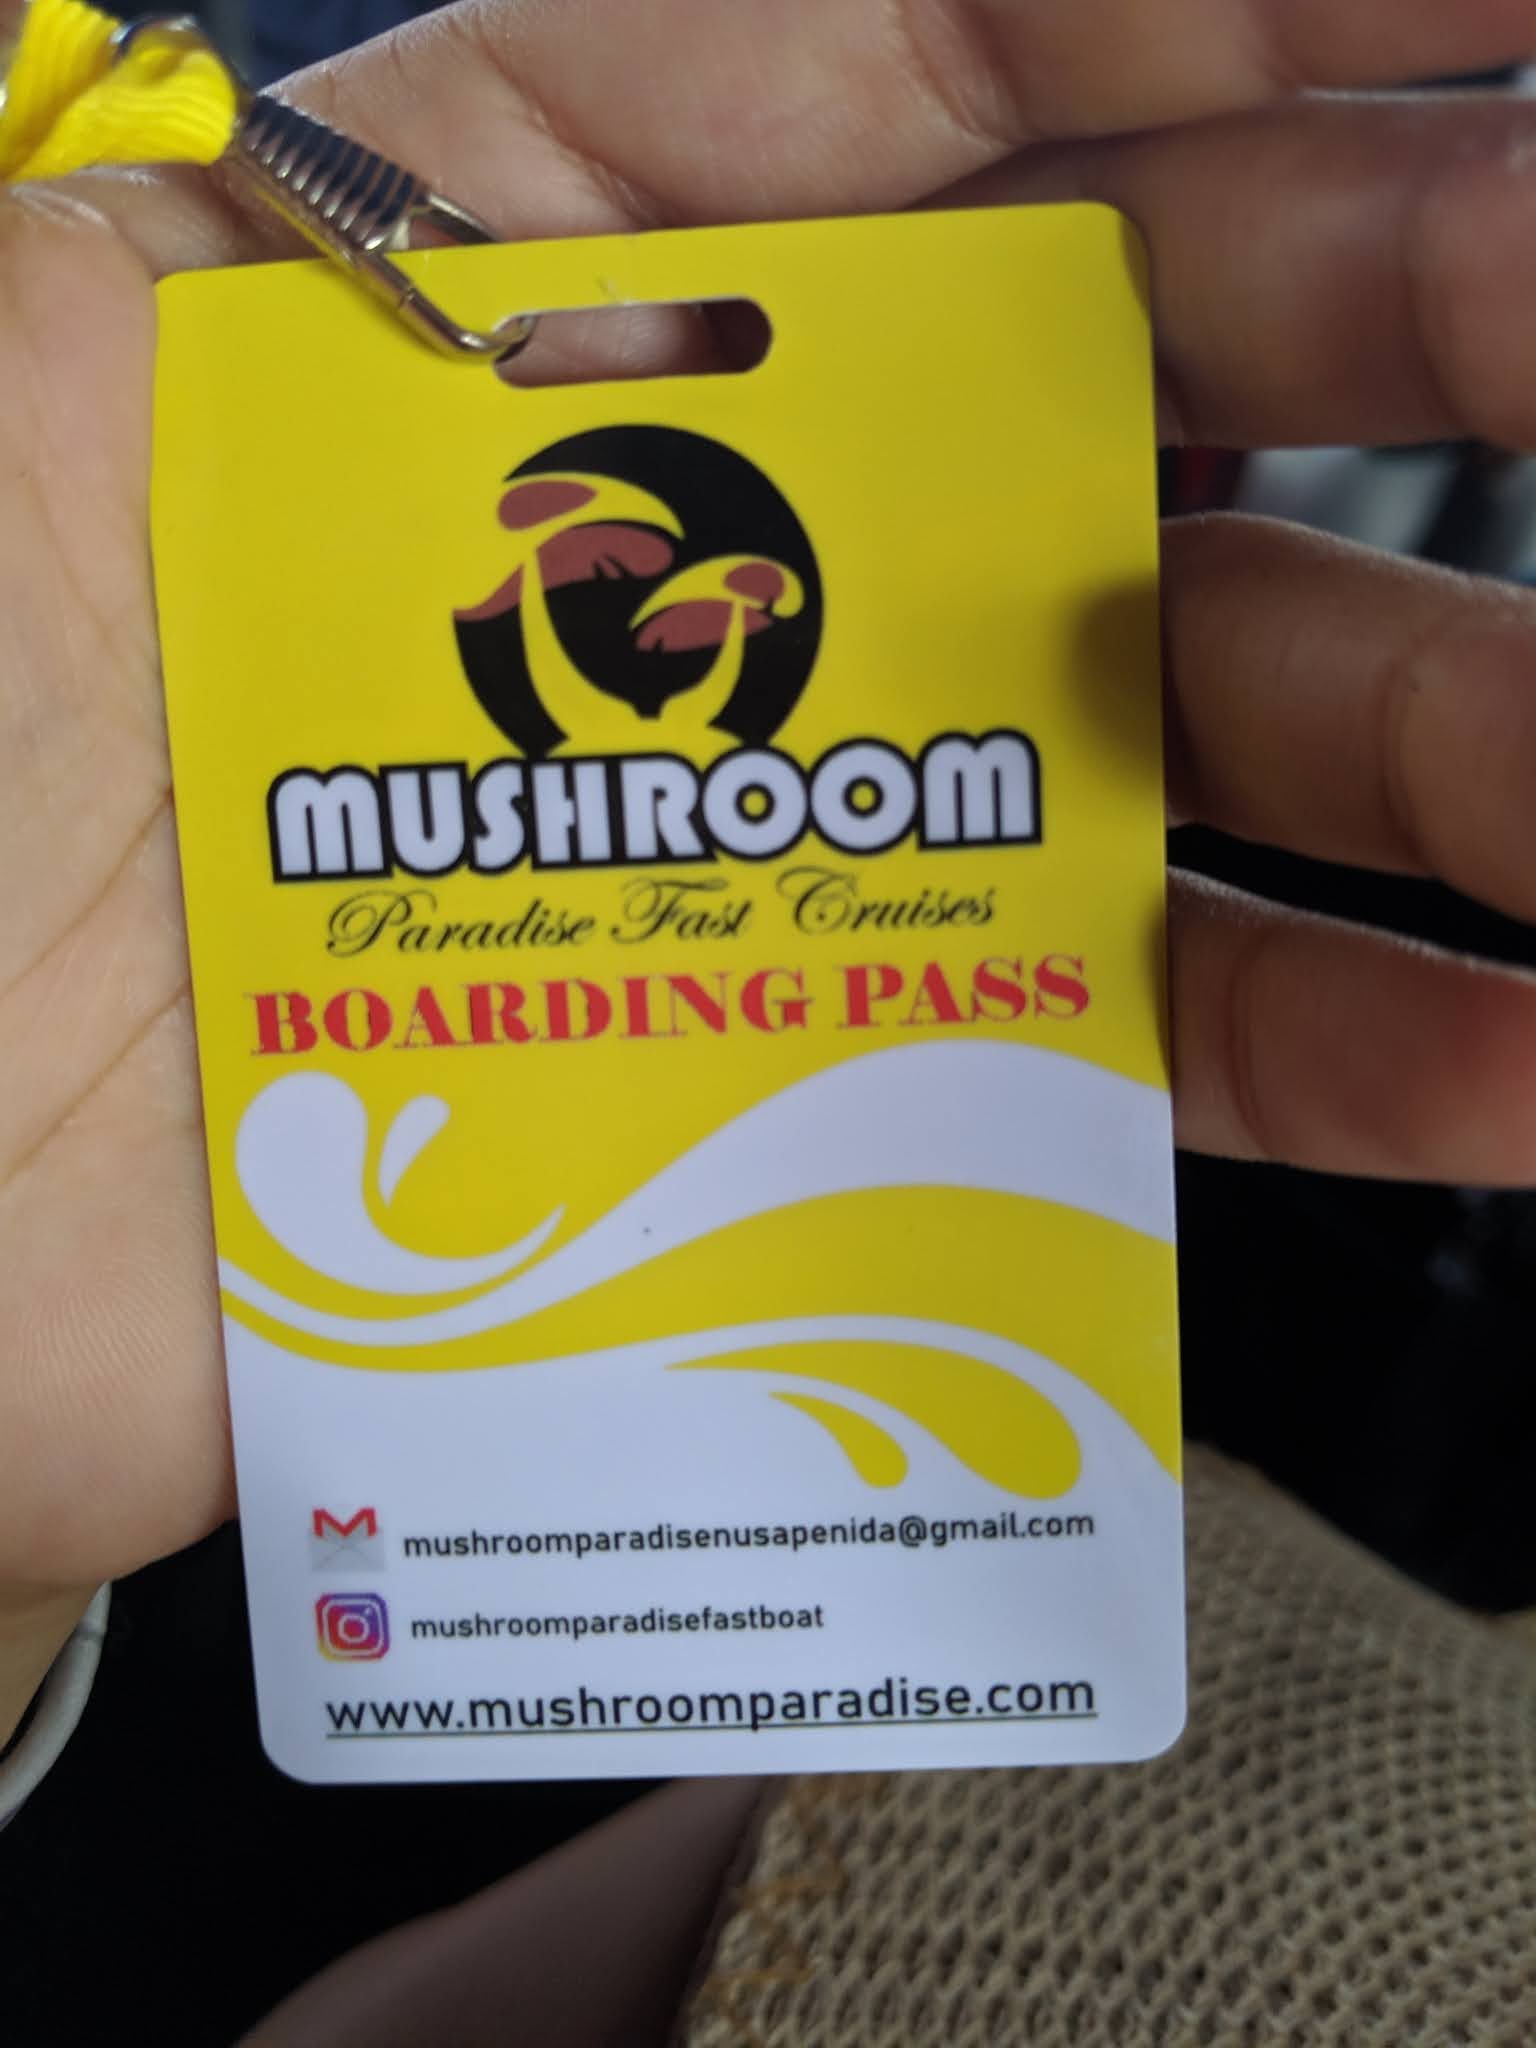 MUSHROOM
Paradise Fast Cruises
BOARDING PASS
mushroomparadisenusapenida@gmail.com
mushroomparadisefastboat
www.mushroomparadise.com